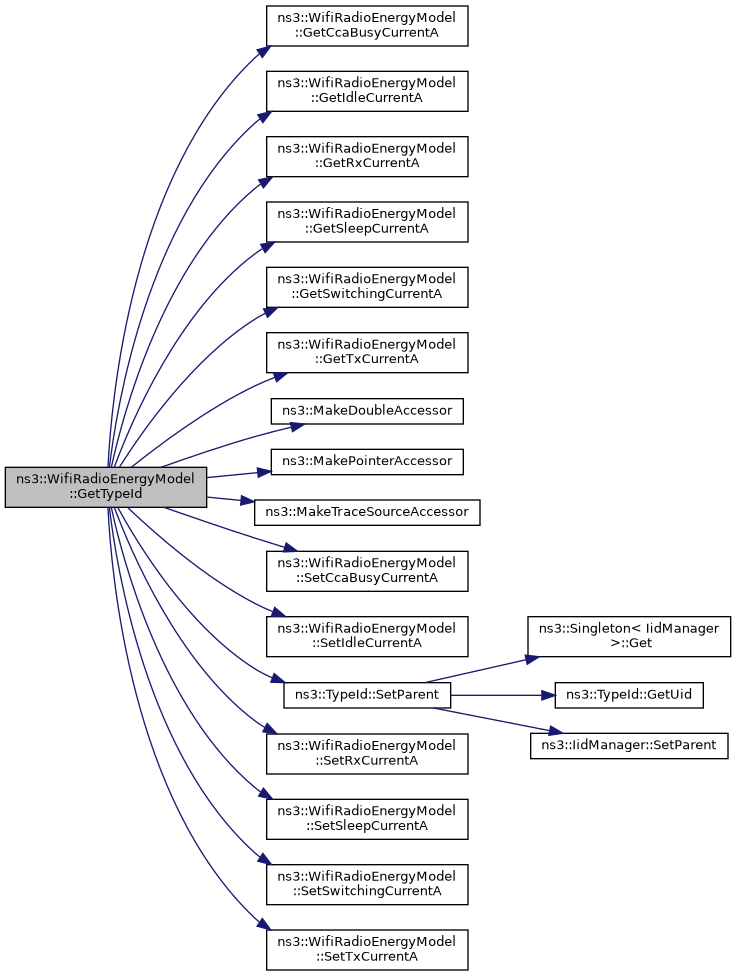 ns3::WifiRadioEnergyModel
::GetTypeId
ns3::WifiRadioEnergyModel
::GetCcaBusyCurrentA
ns3::WifiRadioEnergyModel
::GetIdleCurrentA
ns3::WifiRadioEnergyModel
::GetRxCurrentA
ns3::WifiRadioEnergyModel
::GetSleepCurrentA
ns3::WifiRadioEnergyModel
::GetSwitchingCurrentA
ns3::WifiRadioEnergyModel
::GetTxCurrentA
ns3::MakeDoubleAccessor
ns3::MakePointerAccessor
ns3::MakeTraceSourceAccessor
ns3::WifiRadioEnergyModel
::SetCcaBusyCurrentA
ns3::WifiRadioEnergyModel
::SetIdleCurrentA
ns3::TypeId::SetParent
ns3::Singleton< IidManager
>::Get
ns3::TypeId::GetUid
ns3::IidManager::SetParent
ns3::WifiRadioEnergyModel
::SetRxCurrentA
ns3::WifiRadioEnergyModel
::SetSleepCurrentA
ns3::WifiRadioEnergyModel
::SetSwitchingCurrentA
ns3::WifiRadioEnergyModel
::SetTxCurrentA